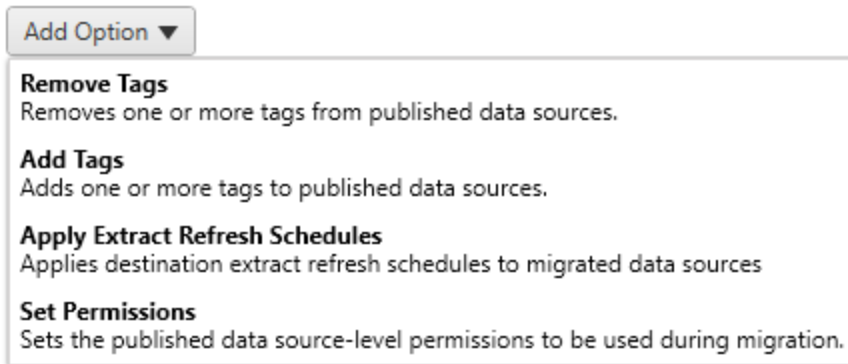 Add Option
Remove Tags
Removes one or more tags from published data sources.
Add Tags
Adds one or more tags to published data sources.
Apply Extract Refresh Schedules
Applies destination extract refresh schedules to migrated data sources
Set Permissions
Sets the published data source-level permissions to be used during migration.